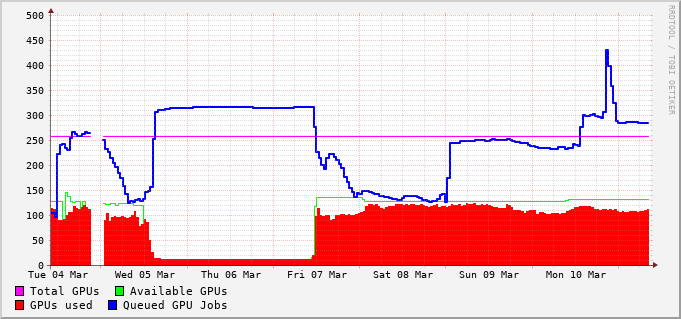 500
450
400
350
300
250
200
150
100
50
0
Tue 04 Mar Wed 05 Mar Thu 06 Mar Fri 07 Mar Sat 08 Mar Sun 09 Mar Mon 10 Mar
Total GPUs Available GPUs
GPUs used Queued GPU Jobs
RRDTOOL / TOBI OETIKER